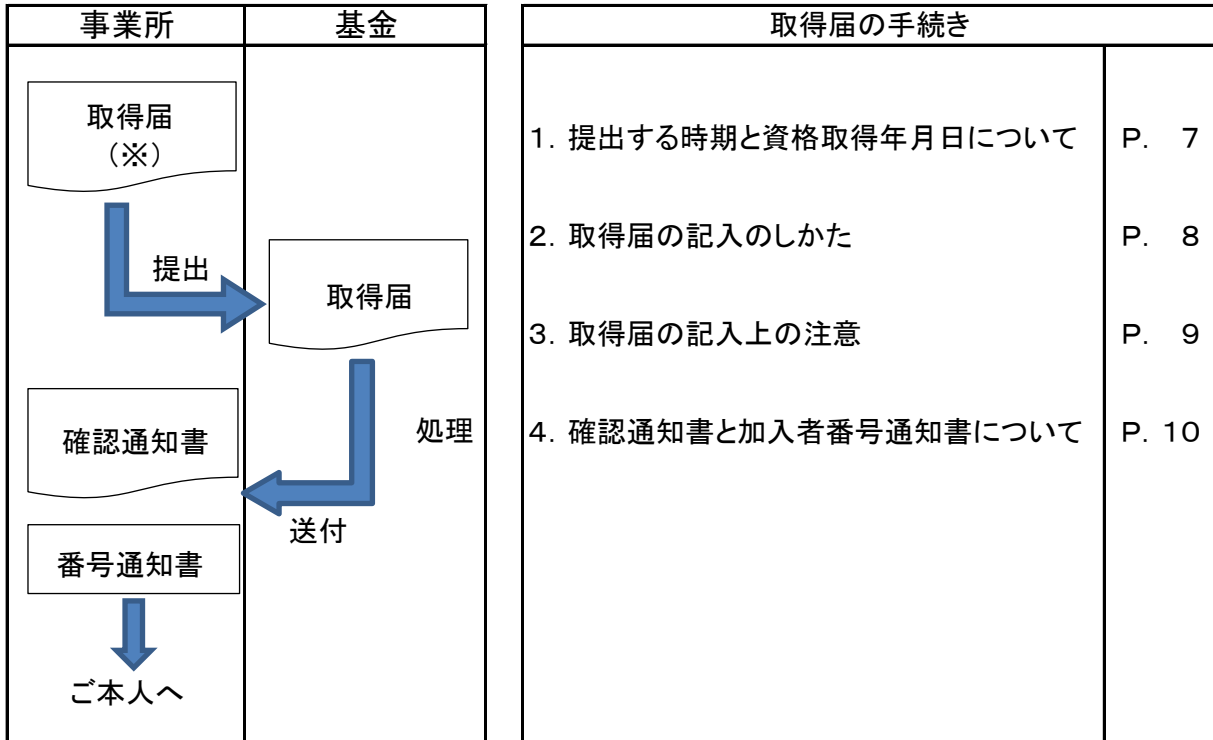 事業所
基金
取得届
（※）
提出
取得届
処理
確認通知書
送付
番号通知書
ご本人へ
取得届の手続き
１．提出する時期と資格取得年月日について Ｐ． ７
２．取得届の記入のしかた Ｐ． ８
３．取得届の記入上の注意 Ｐ． ９
４．確認通知書と加入者番号通知書について Ｐ．１０